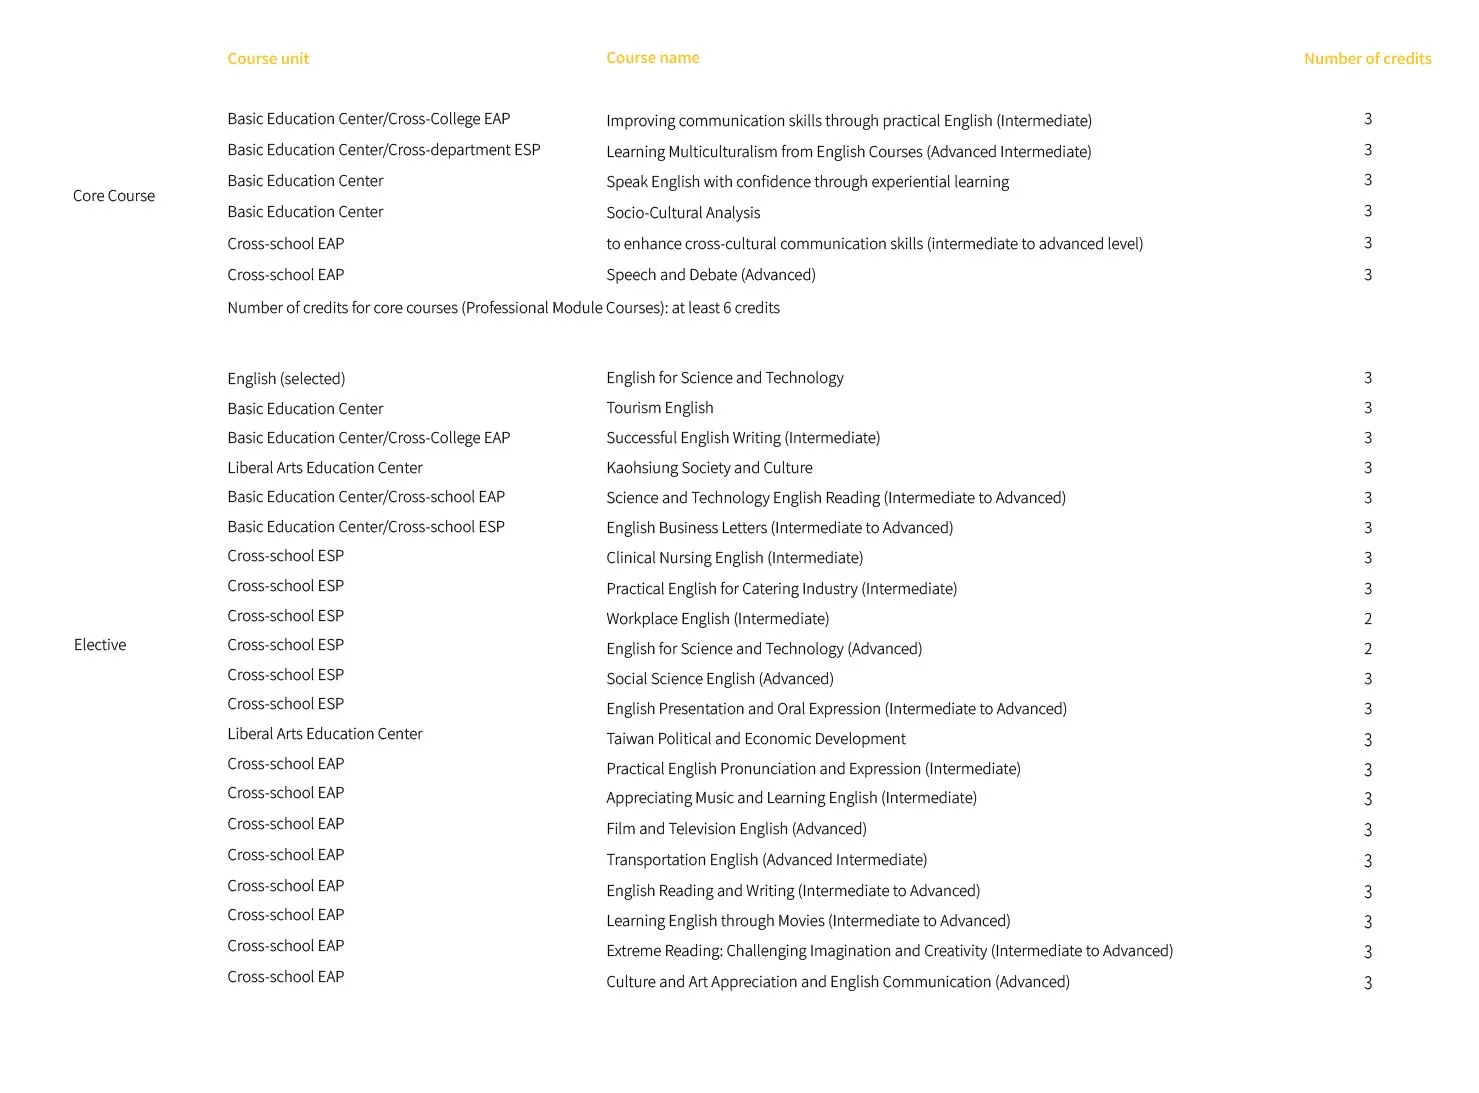 Course unit Course name Number of credits
Basic Education Center/Cross-College EAP Improving communication skills through practical English (Intermediate) 3
Basic Education Center/Cross-department ESP Learning Multiculturalism from English Courses (Advanced Intermediate) 3
Basic Education Center Speak English with confidence through experiential learning 3
Core Course
Basic Education Center Socio-Cultural Analysis 3
Cross-school EAP to enhance cross-cultural communication skills (intermediate to advanced level) 3
Cross-school EAP Speech and Debate (Advanced) 3
Number of credits for core courses (Professional Module Courses): at least 6 credits
English (selected) English for Science and Technology 3
Basic Education Center Tourism English 3
Basic Education Center/Cross-College EAP Successful English Writing (Intermediate) 3
Liberal Arts Education Center Kaohsiung Society and Culture 3
Basic Education Center/Cross-school EAP Science and Technology English Reading (Intermediate to Advanced) 3
Basic Education Center/Cross-school ESP English Business Letters (Intermediate to Advanced) 3
Cross-school ESP Clinical Nursing English (Intermediate) 3
Cross-school ESP Practical English for Catering Industry (Intermediate) 3
Cross-school ESP Workplace English (Intermediate) 2
Elective Cross-school ESP English for Science and Technology (Advanced) 2
Cross-school ESP Social Science English (Advanced) 3
Cross-school ESP English Presentation and Oral Expression (Intermediate to Advanced) 3
Liberal Arts Education Center Taiwan Political and Economic Development 3
Cross-school EAP Practical English Pronunciation and Expression (Intermediate) 3
Cross-school EAP Appreciating Music and Learning English (Intermediate) 3
Cross-school EAP Film and Television English (Advanced) 3
Cross-school EAP Transportation English (Advanced Intermediate) 3
Cross-school EAP English Reading and Writing (Intermediate to Advanced) 3
Cross-school EAP Learning English through Movies (Intermediate to Advanced) 3
Cross-school EAP Extreme Reading: Challenging Imagination and Creativity (Intermediate to Advanced) 3
Cross-school EAP Culture and Art Appreciation and English Communication (Advanced) 3